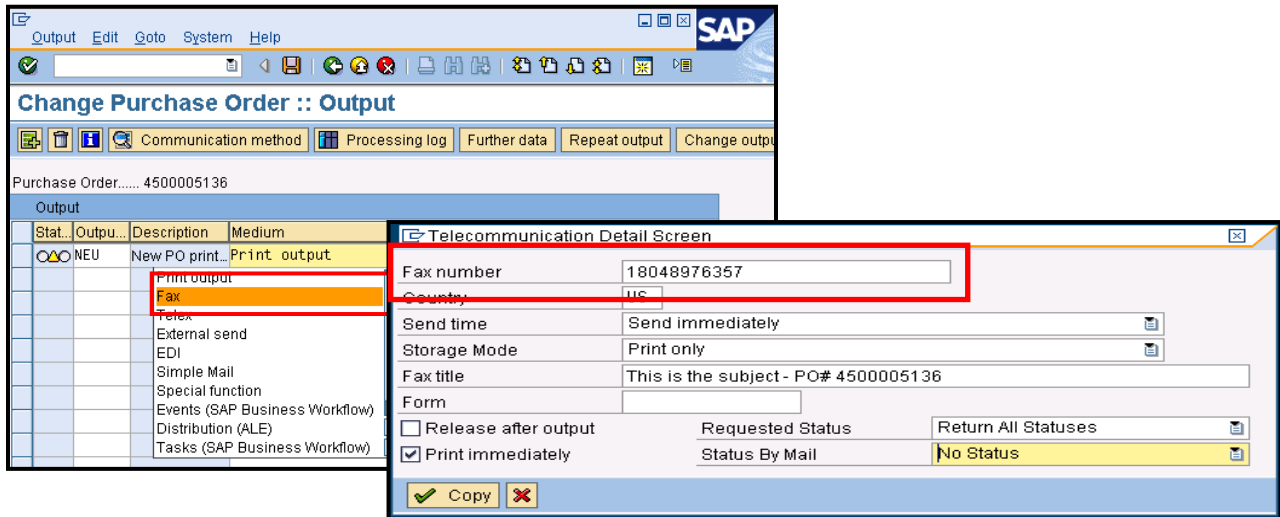 Output Edit Goto System Help
SAP
Change Purchase Order :: Output
Communication method Processing log Further data Repeat output Change outpu
Purchase Order...... 4500005136
Output
Stat... Outpu... Description Medium
NEU New PO print... Print output
Print output
Fax
Telex
External send
EDI
Simple Mail
Special function
Events (SAP Business Workflow)
Distribution (ALE)
Tasks (SAP Business Workflow)
Telecommunication Detail Screen
Fax number 18048976357
Country US
Send time Send immediately
Storage Mode Print only
Fax title This is the subject - PO# 4500005136
Form
Release after output Requested Status Return All Statuses
Print immediately Status By Mail No Status
Copy